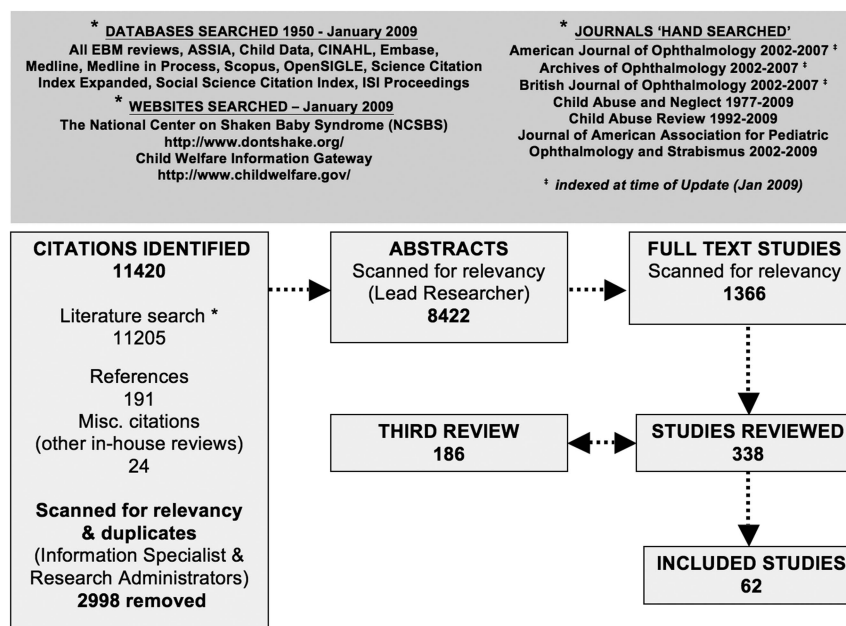 * DATABASES SEARCHED 1950 - January 2009
All EBM reviews, ASSIA, Child Data, CINAHL, Embase,
Medline, Medline in Process, Scopus, OpenSIGLE, Science Citation
Index Expanded, Social Science Citation Index, ISI Proceedings
* WEBSITES SEARCHED – January 2009
The National Center on Shaken Baby Syndrome (NCSBS)
http://www.dontshake.org/
Child Welfare Information Gateway
http://www.childwelfare.gov/
* JOURNALS ‘HAND SEARCHED’
American Journal of Ophthalmology 2002-2007 ‡
Archives of Ophthalmology 2002-2007 ‡
British Journal of Ophthalmology 2002-2007 ‡
Child Abuse and Neglect 1977-2009
Child Abuse Review 1992-2009
Journal of American Association for Pediatric
Ophthalmology and Strabismus 2002-2009
‡ indexed at time of Update (Jan 2009)
CITATIONS IDENTIFIED
11420
Literature search *
11205
References
191
Misc. citations
(other in-house reviews)
24
Scanned for relevancy
& duplicates
(Information Specialist &
Research Administrators)
2998 removed
ABSTRACTS
Scanned for relevancy
(Lead Researcher)
8422
FULL TEXT STUDIES
Scanned for relevancy
1366
THIRD REVIEW
186
STUDIES REVIEWED
338
INCLUDED STUDIES
62